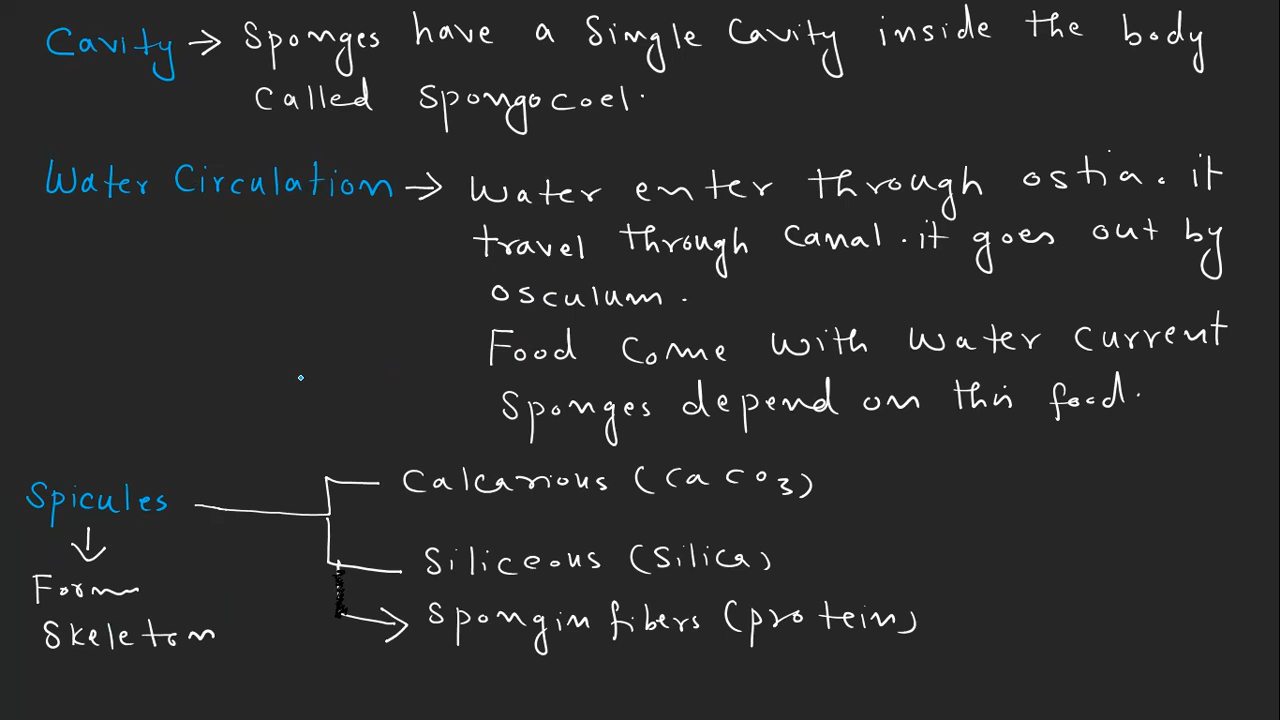 Cavity → Sponges have a single cavity inside the body
called spongocoel.
Water Circulation → Water enter through ostia. it
travel through canal. it goes out by
osculum.
Food come with water current
sponges depend on this food.
Spicules
Calcarious (CaCO3)
Siliceous (silica)
Form
Spongin fibers (protein)
Skeleton